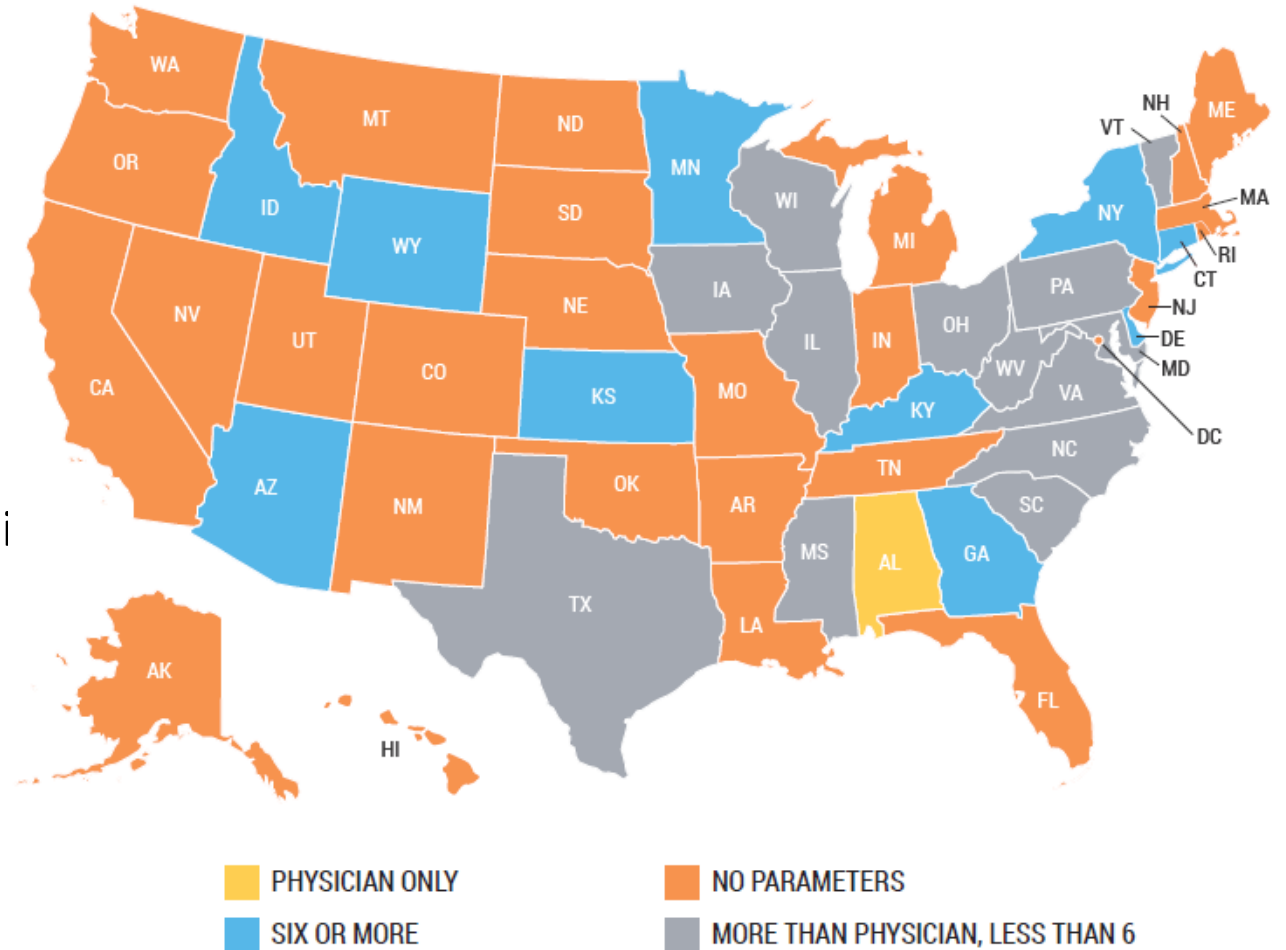 WA
MT
ND
MN
OR
ID
SD
WY
WI
MI
NH
VT
ME
NY
MA
RI
CT
NV
UT
NE
IA
PA
NJ
CA
CO
KS
MO
IL
IN
OH
WV
VA
DE
MD
DC
KY
AZ
NM
OK
AR
TN
NC
SC
i
TX
LA
MS
AL
GA
AK
HI
FL
PHYSICIAN ONLY
NO PARAMETERS
SIX OR MORE
MORE THAN PHYSICIAN, LESS THAN 6